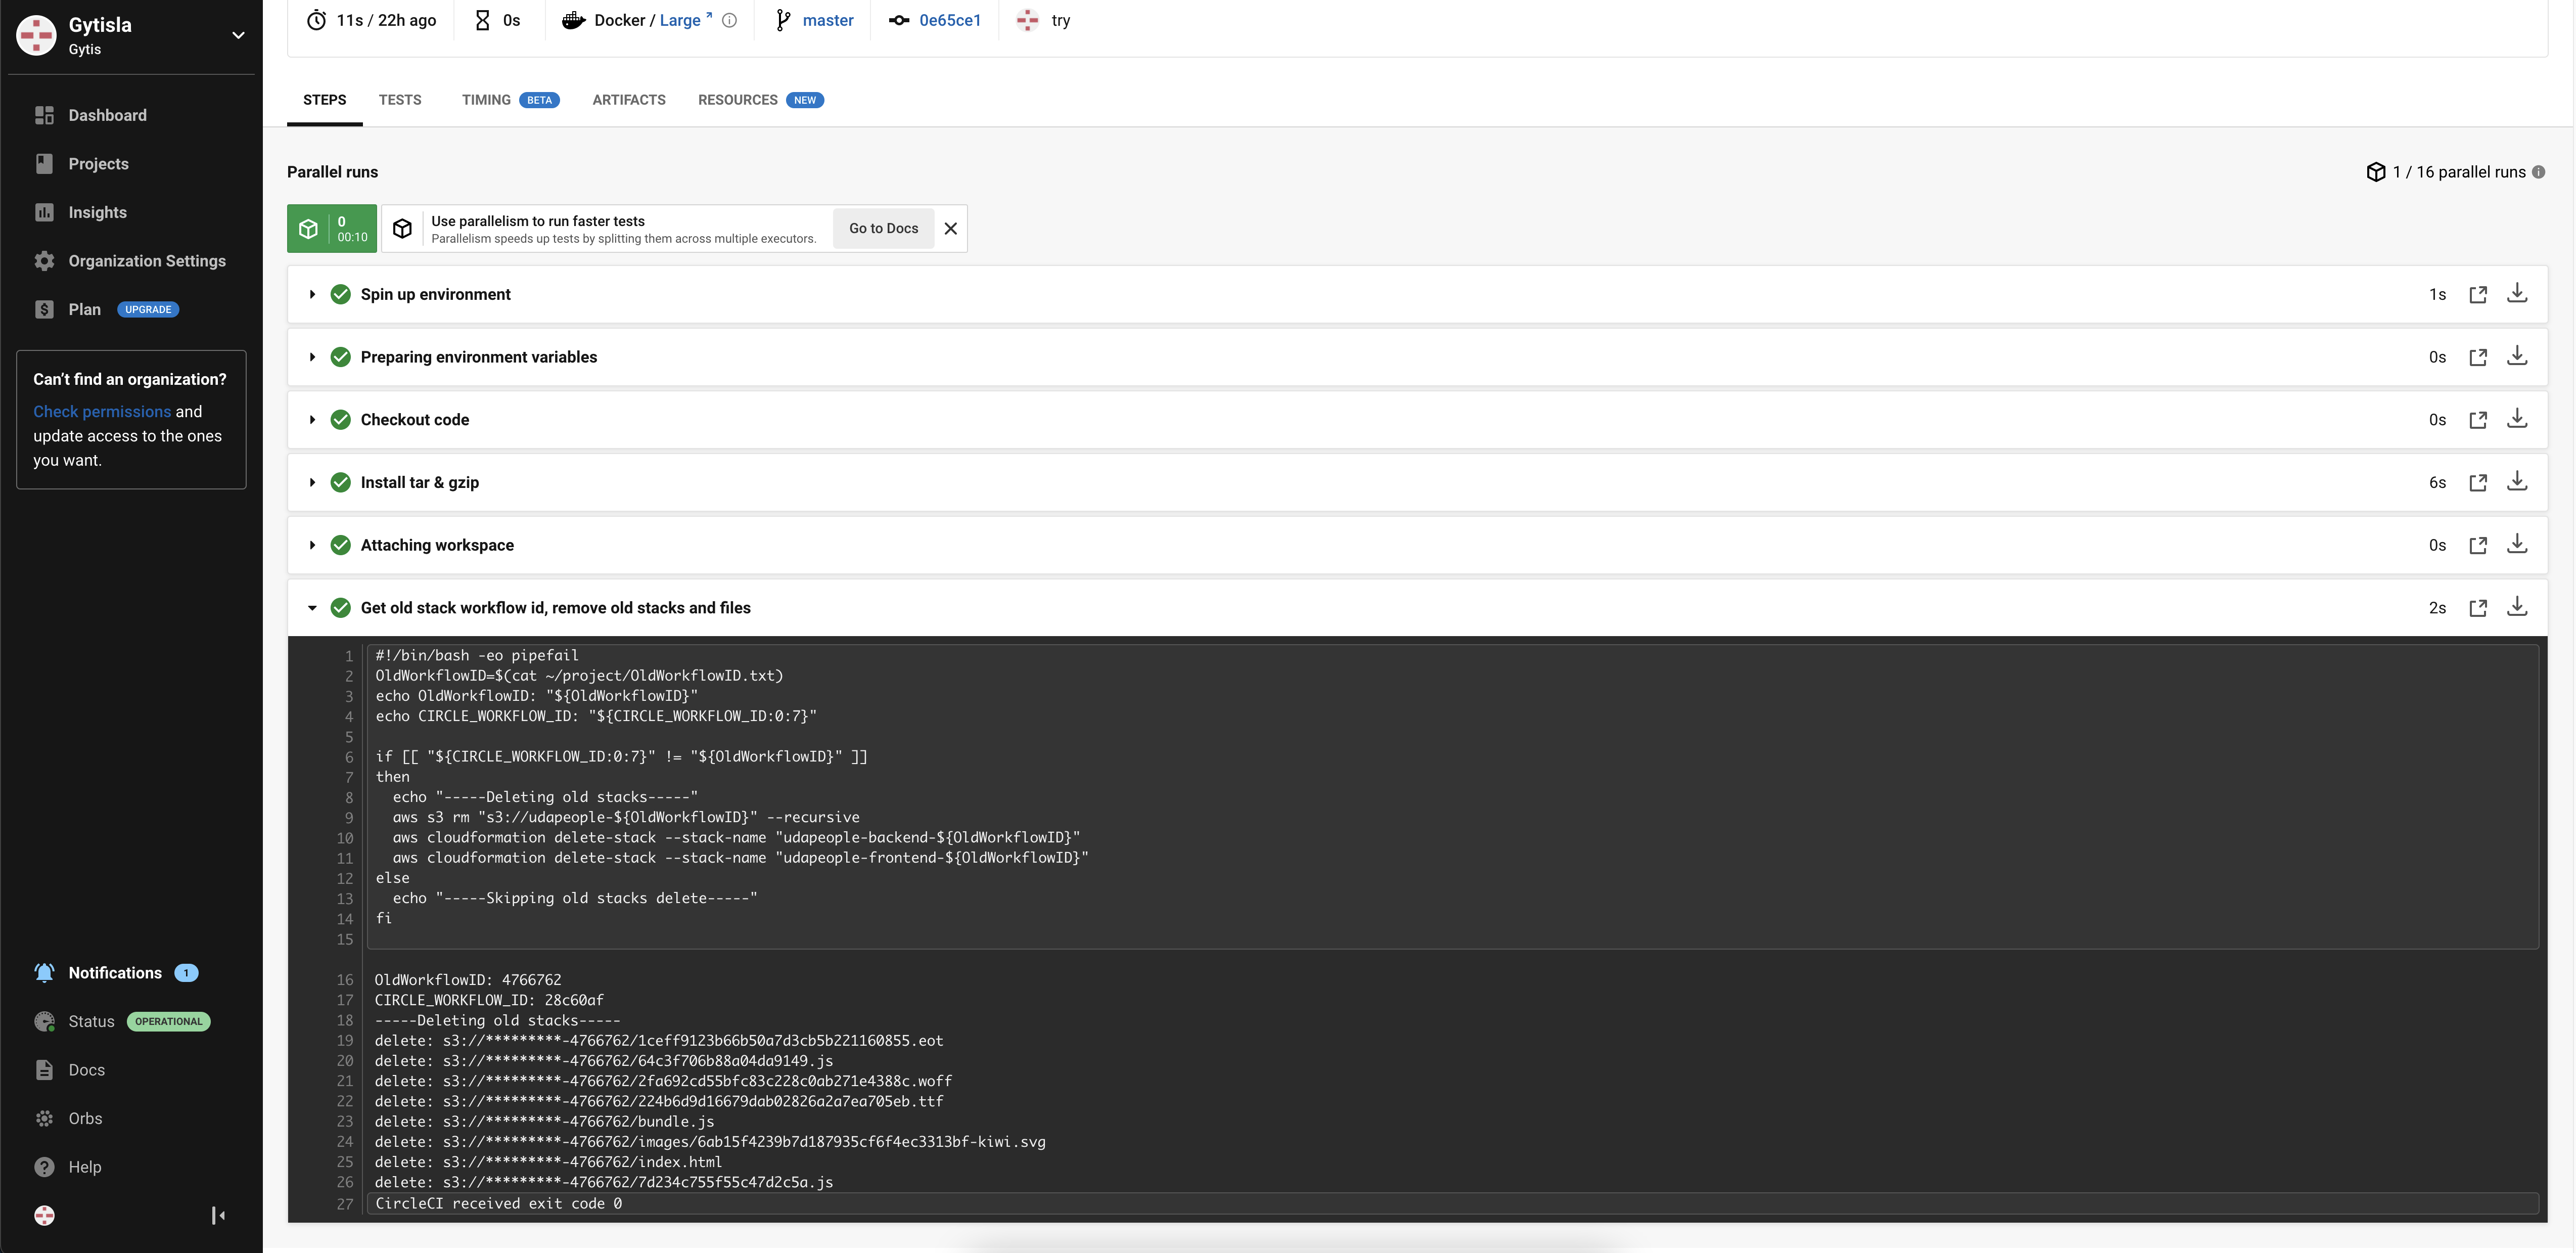 Gytisla
Gytis
Dashboard
Projects
Insights
Organization Settings
Plan UPGRADE
Can't find an organization?
Check permissions and
update access to the ones
you want.
Notifications 1
Status OPERATIONAL
Docs
Orbs
Help
11s / 22h ago 0s Docker / Large master 0e65ce1 try
STEPS TESTS TIMING BETA ARTIFACTS RESOURCES NEW
Parallel runs 1 / 16 parallel runs
0
00:10
Use parallelism to run faster tests
Parallelism speeds up tests by splitting them across multiple executors.
Go to Docs
Spin up environment 1s
Preparing environment variables 0s
Checkout code 0s
Install tar & gzip 6s
Attaching workspace 0s
Get old stack workflow id, remove old stacks and files 2s
1 #!/bin/bash -eo pipefail
2 OldWorkflowID=$(cat ~/project/OldWorkflowID.txt)
3 echo OldWorkflowID: "${OldWorkflowID}"
4 echo CIRCLE_WORKFLOW_ID: "${CIRCLE_WORKFLOW_ID:0:7}"
5
6 if [[ "${CIRCLE_WORKFLOW_ID:0:7}" != "${OldWorkflowID}" ]]
7 then
8 echo "-----Deleting old stacks-----"
9 aws s3 rm "s3://udapeople-${OldWorkflowID}" --recursive
10 aws cloudformation delete-stack --stack-name "udapeople-backend-${OldWorkflowID}"
11 aws cloudformation delete-stack --stack-name "udapeople-frontend-${OldWorkflowID}"
12 else
13 echo "-----Skipping old stacks delete-----"
14 fi
15
16 OldWorkflowID: 4766762
17 CIRCLE_WORKFLOW_ID: 28c60af
18 -----Deleting old stacks-----
19 delete: s3://*********-4766762/1ceff9123b66b50a7d3cb5b221160855.eot
20 delete: s3://*********-4766762/64c3f706b88a04da9149.js
21 delete: s3://*********-4766762/2fa692cd55bfc83c228c0ab271e4388c.woff
22 delete: s3://*********-4766762/224b6d9d16679dab02826a2a7ea705eb.ttf
23 delete: s3://*********-4766762/bundle.js
24 delete: s3://*********-4766762/images/6ab15f4239b7d187935cf6f4ec3313bf-kiwi.svg
25 delete: s3://*********-4766762/index.html
26 delete: s3://*********-4766762/7d234c755f55c47d2c5a.js
27 CircleCI received exit code 0